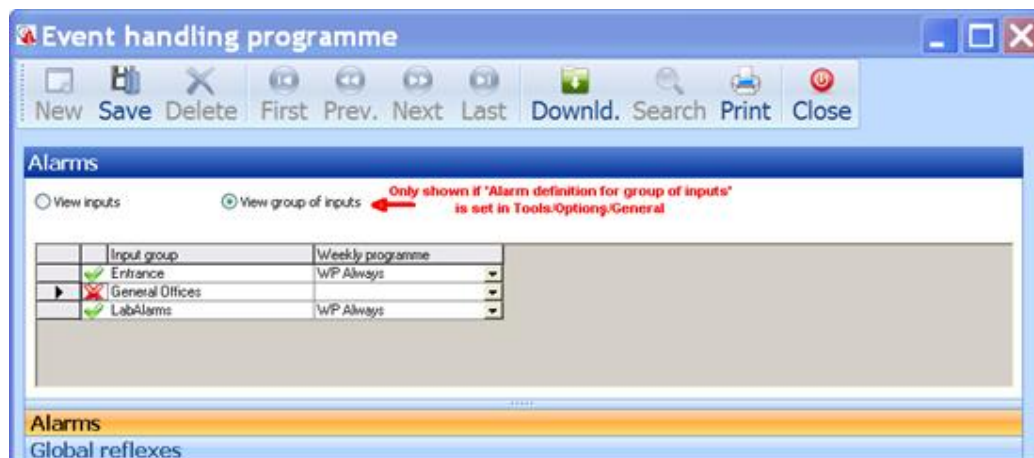 Event handling programme
New Save Delete First Prev. Next Last Downld. Search Print Close
Alarms
View inputs View group of inputs Only shown if 'Alarm definition for group of inputs'
is set in Tools/Options/General
Input group Weekly programme
Entrance WP Always
General Offices
LabAlarms WP Always
Alarms
Global reflexes